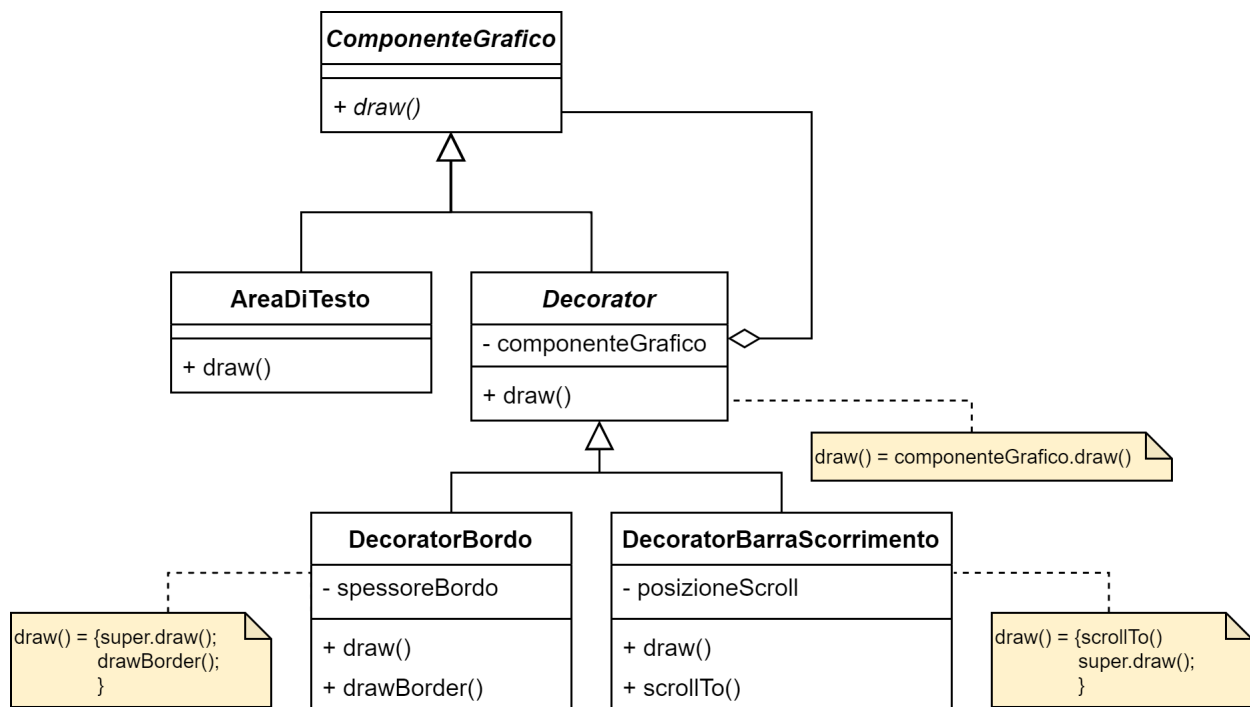 ComponenteGrafico
+ draw()
AreaDiTesto
+ draw()
Decorator
- componenteGrafico
+ draw()
draw() = componenteGrafico.draw()
DecoratorBordo
- spessoreBordo
+ draw()
+ drawBorder()
DecoratorBarraScorrimento
- posizioneScroll
+ draw()
+ scrollTo()
draw() = {super.draw();
drawBorder();
}
draw() = {scrollTo()
super.draw();
}